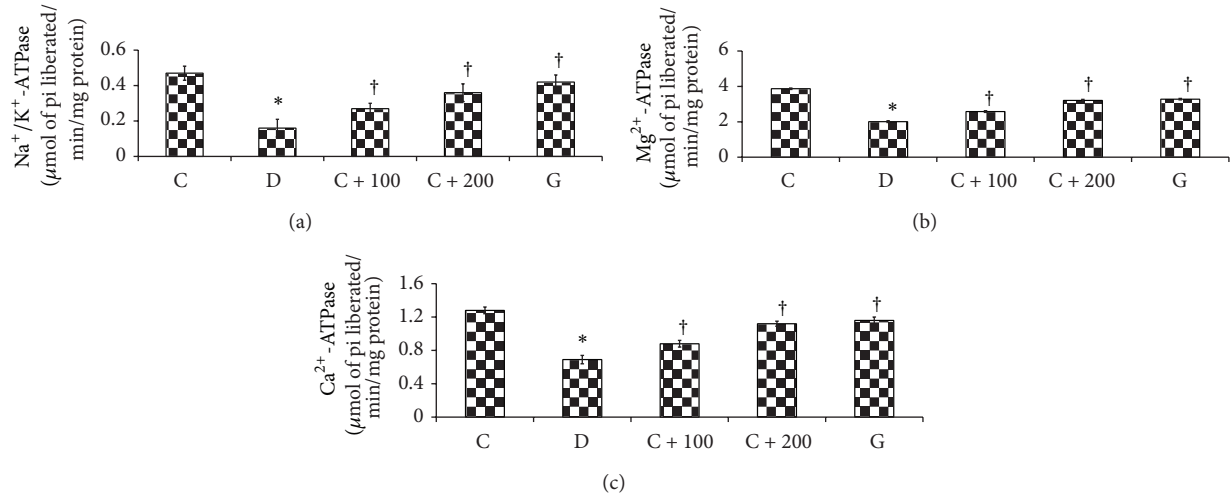 Na⁺/K⁺-ATPase
(μmol of pi liberated/
min/mg protein)
0.6
0.4
0.2
0
*
†
†
†
C
D
C + 100
C + 200
G
(a)
Mg²⁺-ATPase
(μmol of pi liberated/
min/mg protein)
6
4
2
0
*
†
†
†
C
D
C + 100
C + 200
G
(b)
Ca²⁺-ATPase
(μmol of pi liberated/
min/mg protein)
1.6
1.2
0.8
0.4
0
*
†
†
†
C
D
C + 100
C + 200
G
(c)